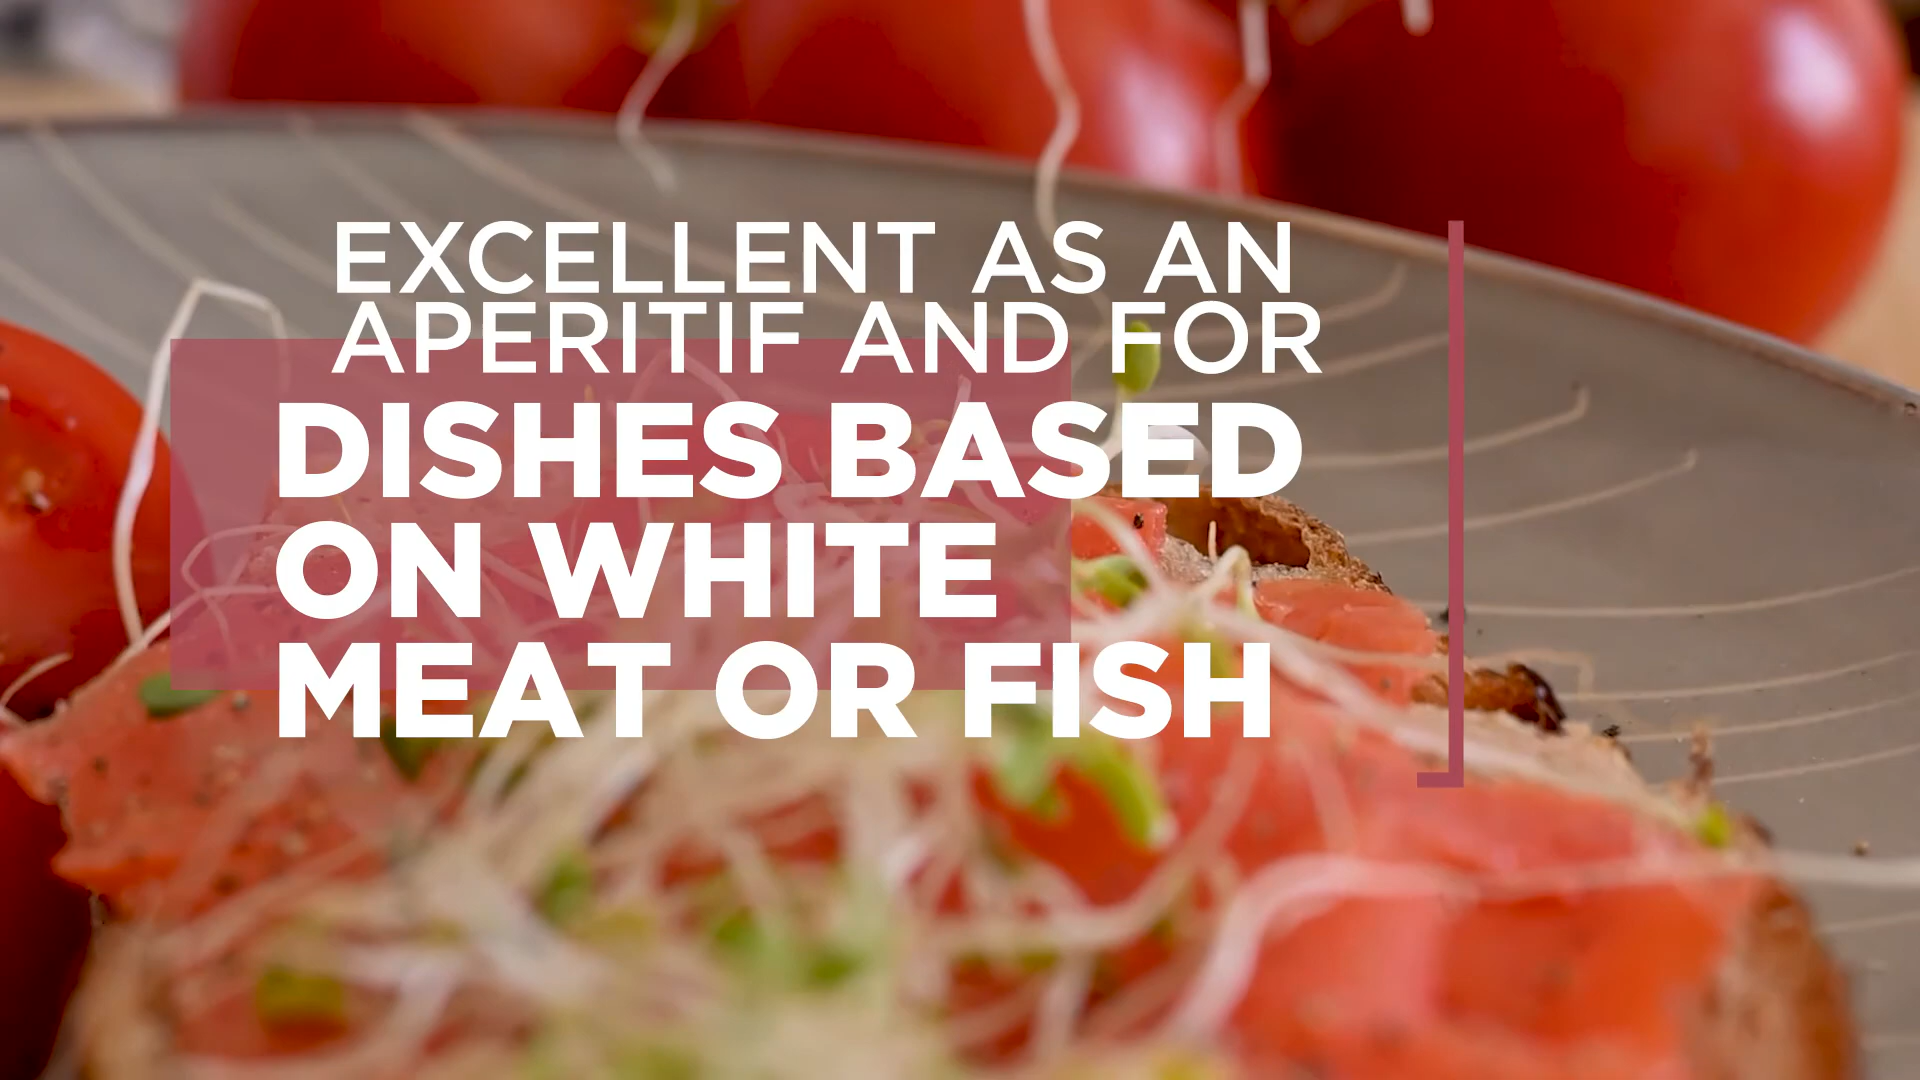 EXCELLENT AS AN
APERITIF AND FOR
DISHES BASED
ON WHITE
MEAT OR FISH